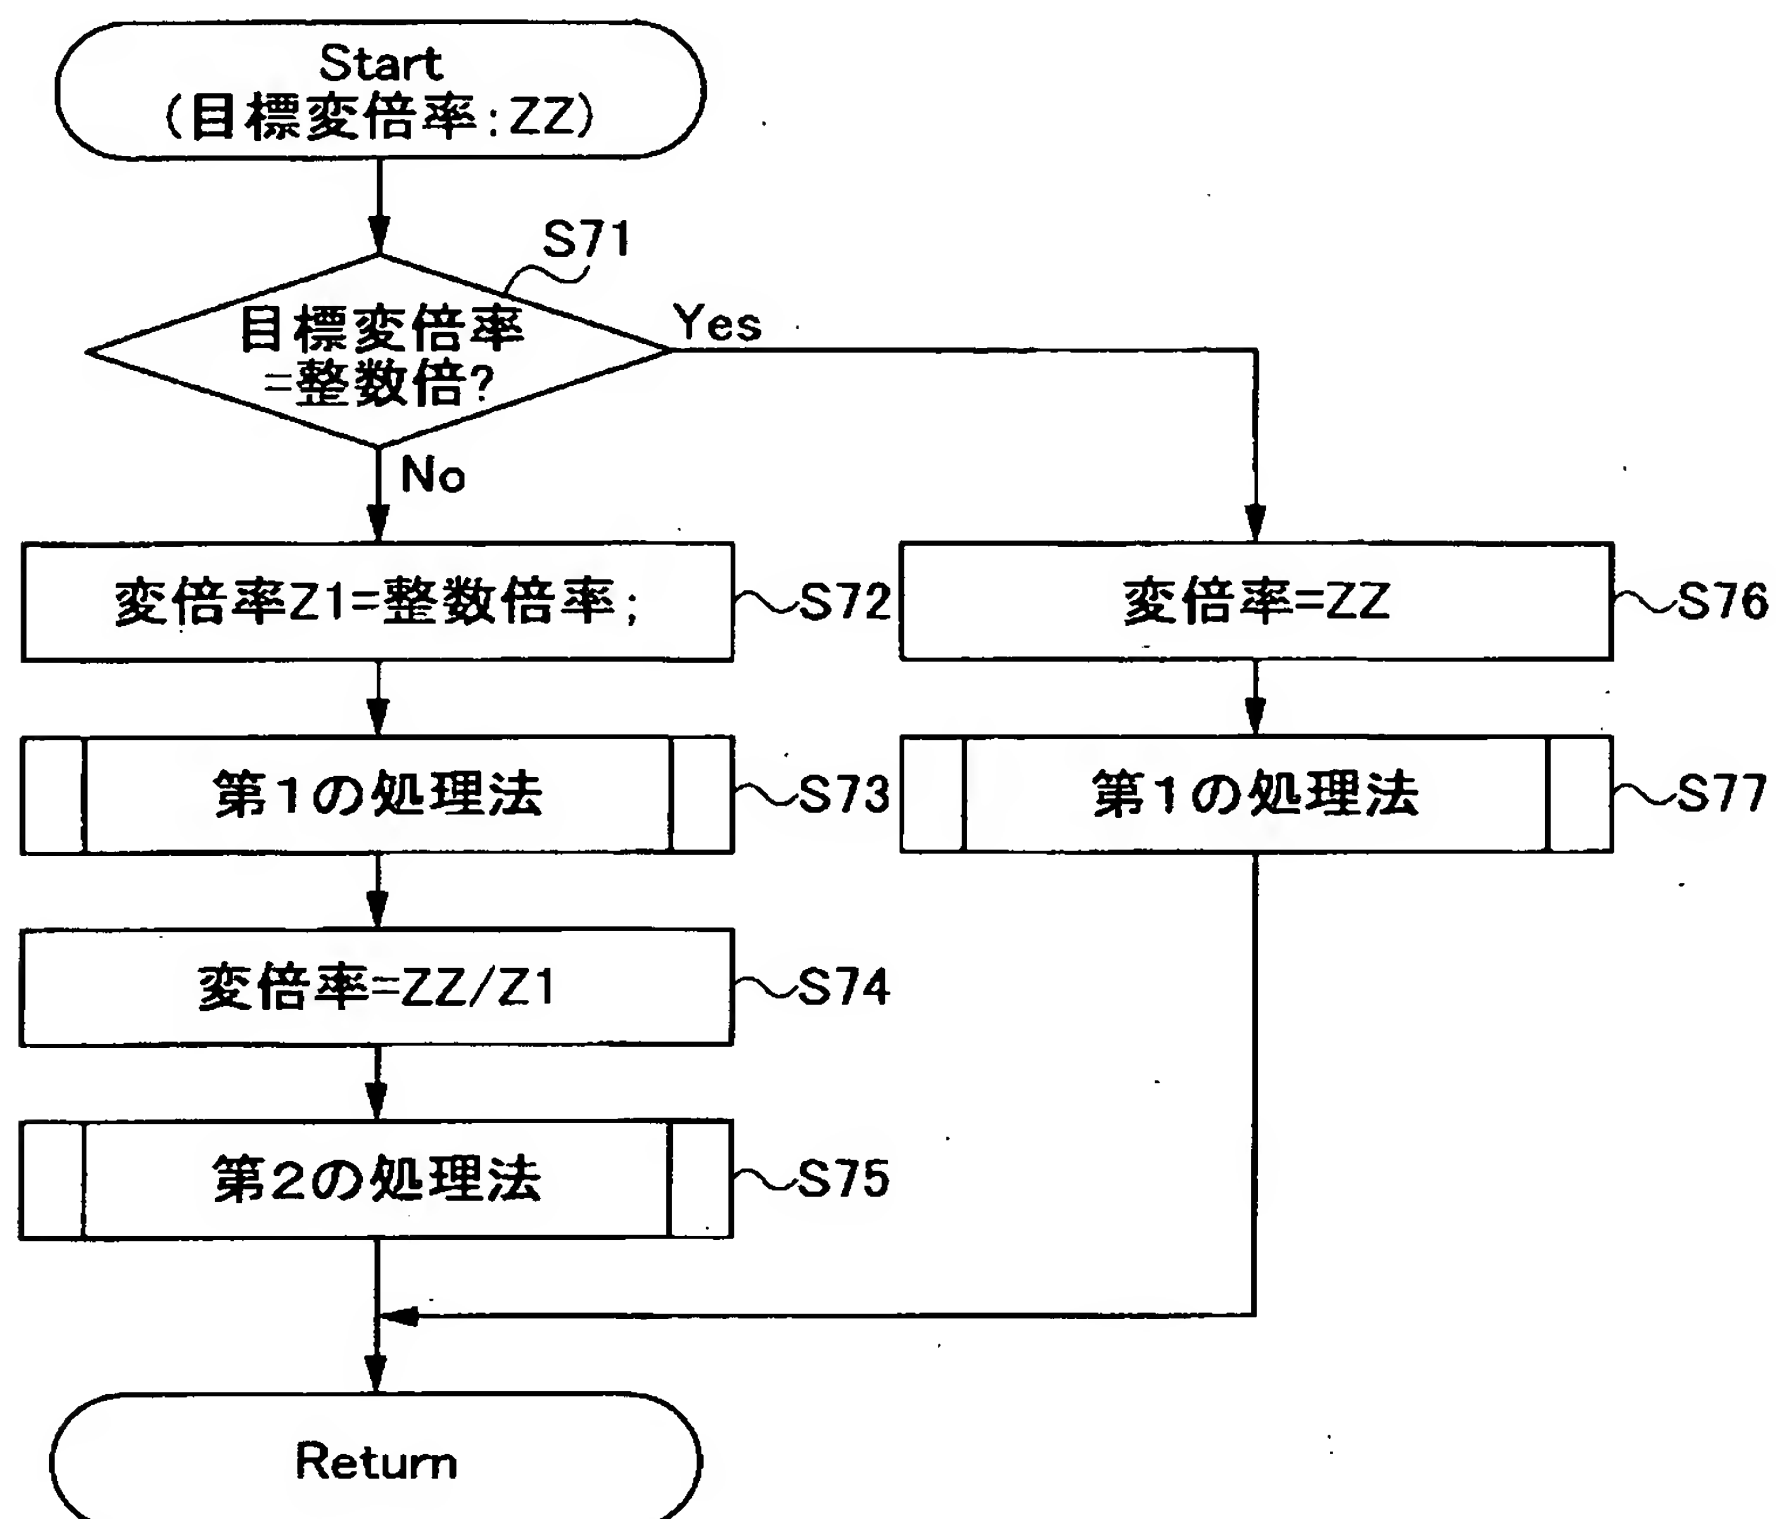 Start
(目標変倍率:ZZ)
S71
目標変倍率
=整数倍?
Yes
No
変倍率Z1=整数倍率;
S72
変倍率=ZZ
S76
第1の処理法
S73
第1の処理法
S77
変倍率=ZZ/Z1
S74
第2の処理法
S75
Return